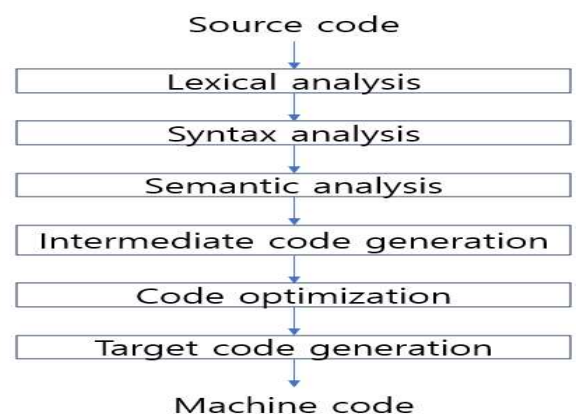 Source code
Lexical analysis
Syntax analysis
Semantic analysis
Intermediate code generation
Code optimization
Target code generation
Machine code